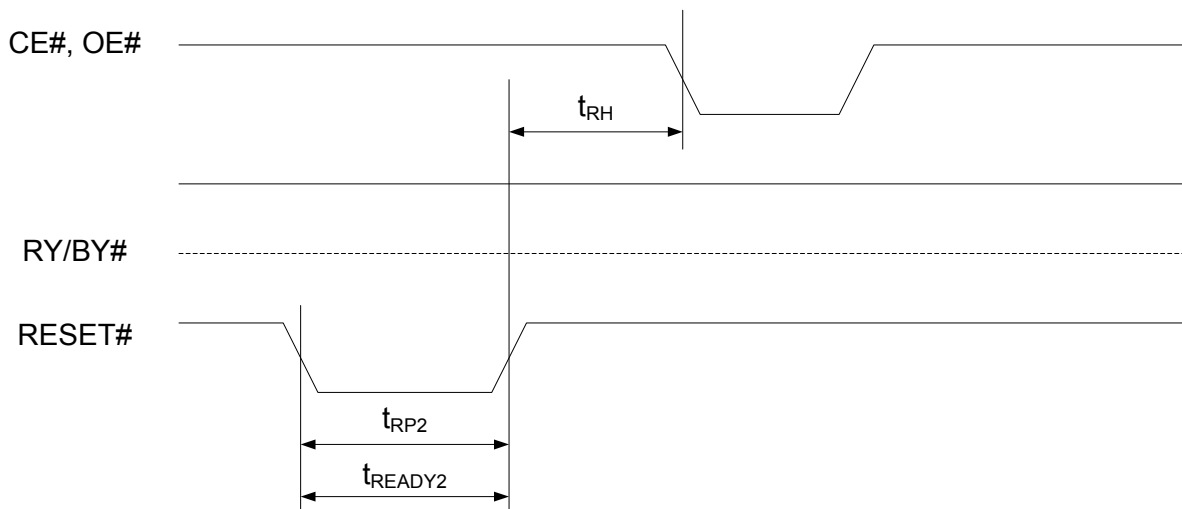 CE#, OE#
tRH
RY/BY#
RESET#
tRP2
tREADY2